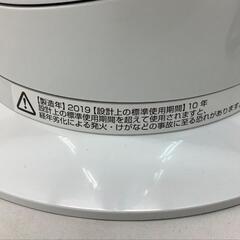 【製造年】2019【設計上の標準使用期間】10年
設計上の標準使用期間を超えて使用されますと、
経年劣化による発火・けがなどの事故に至る恐れがあります。